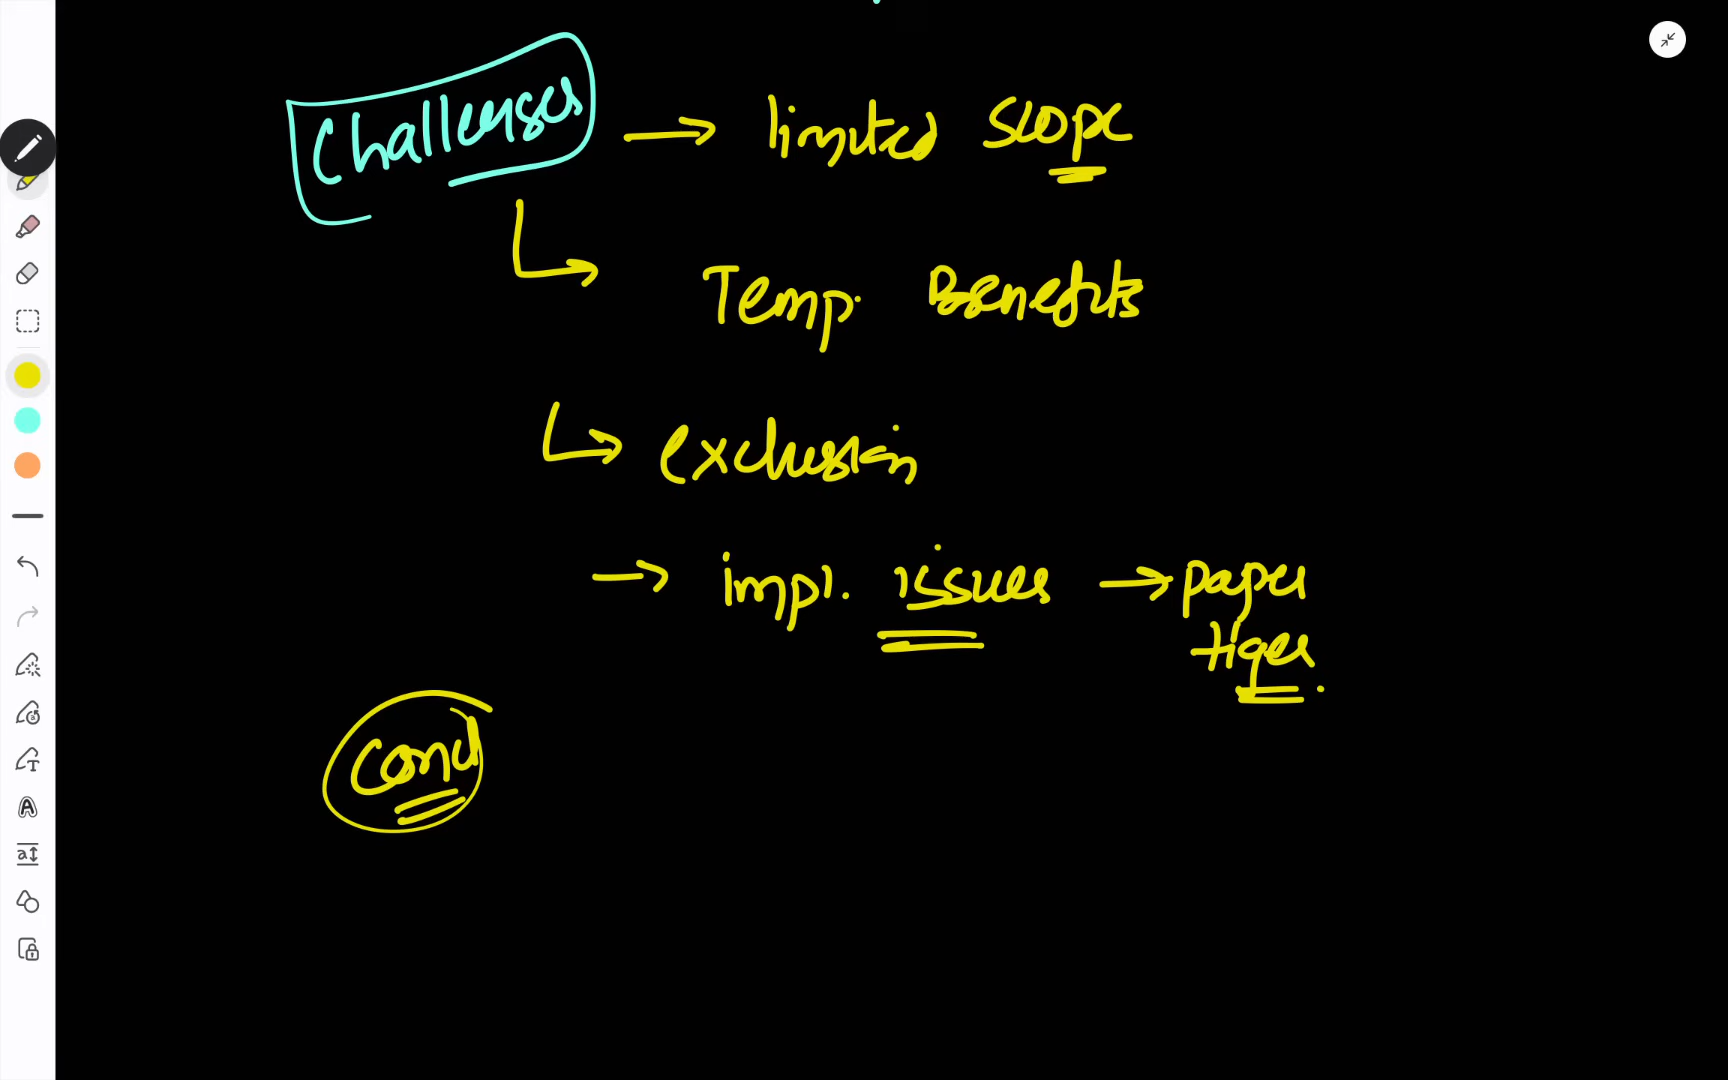 Challenges → limited scope
Temp. Benefits
exclusion
→ impl. issues → paper
tiger.
Concl